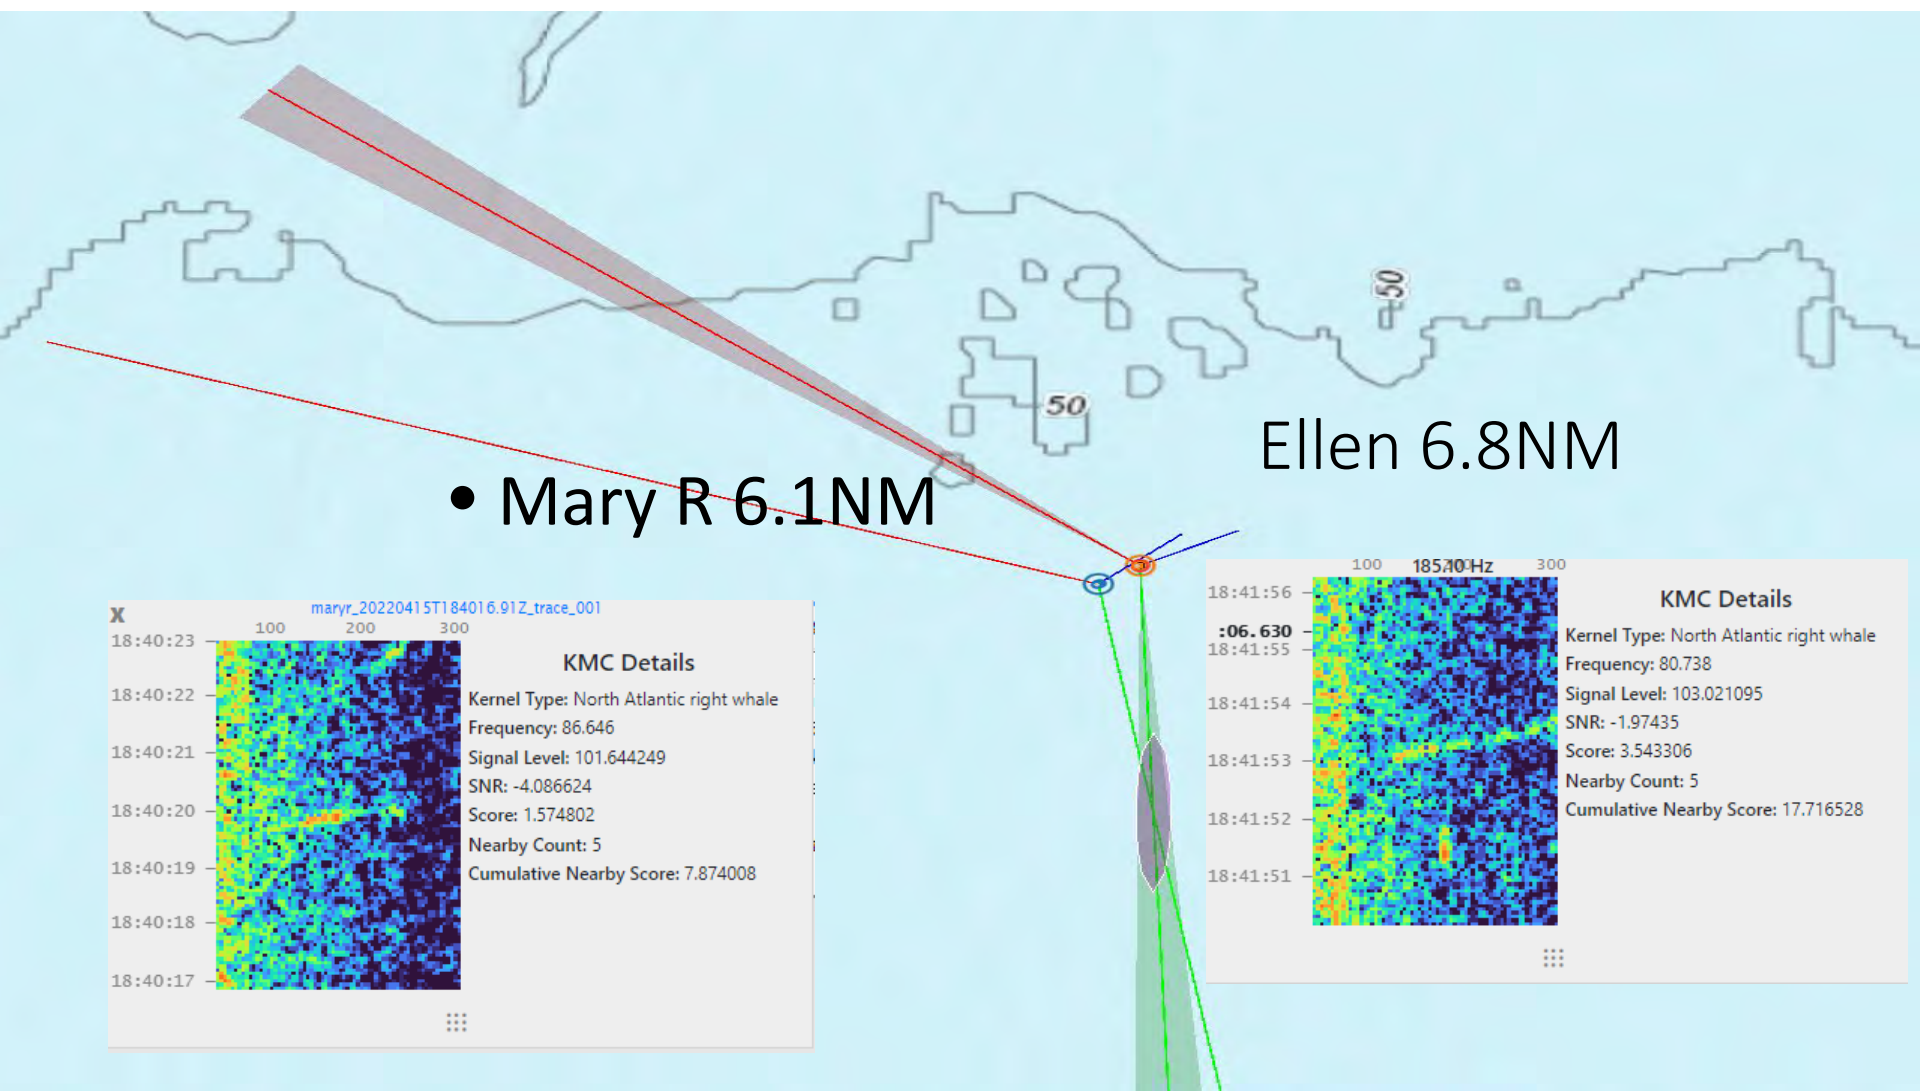 50
50
Ellen 6.8NM
• Mary R 6.1NM
X
maryr_20220415T184016.91Z_trace_001
100 200 300
18:40:23
18:40:22
18:40:21
18:40:20
18:40:19
18:40:18
18:40:17
KMC Details
Kernel Type: North Atlantic right whale
Frequency: 86.646
Signal Level: 101.644249
SNR: -4.086624
Score: 1.574802
Nearby Count: 5
Cumulative Nearby Score: 7.874008
100 300
18:41:56
:06.630
18:41:55
18:41:54
18:41:53
18:41:52
18:41:51
KMC Details
Kernel Type: North Atlantic right whale
Frequency: 80.738
Signal Level: 103.021095
SNR: -1.97435
Score: 3.543306
Nearby Count: 5
Cumulative Nearby Score: 17.716528